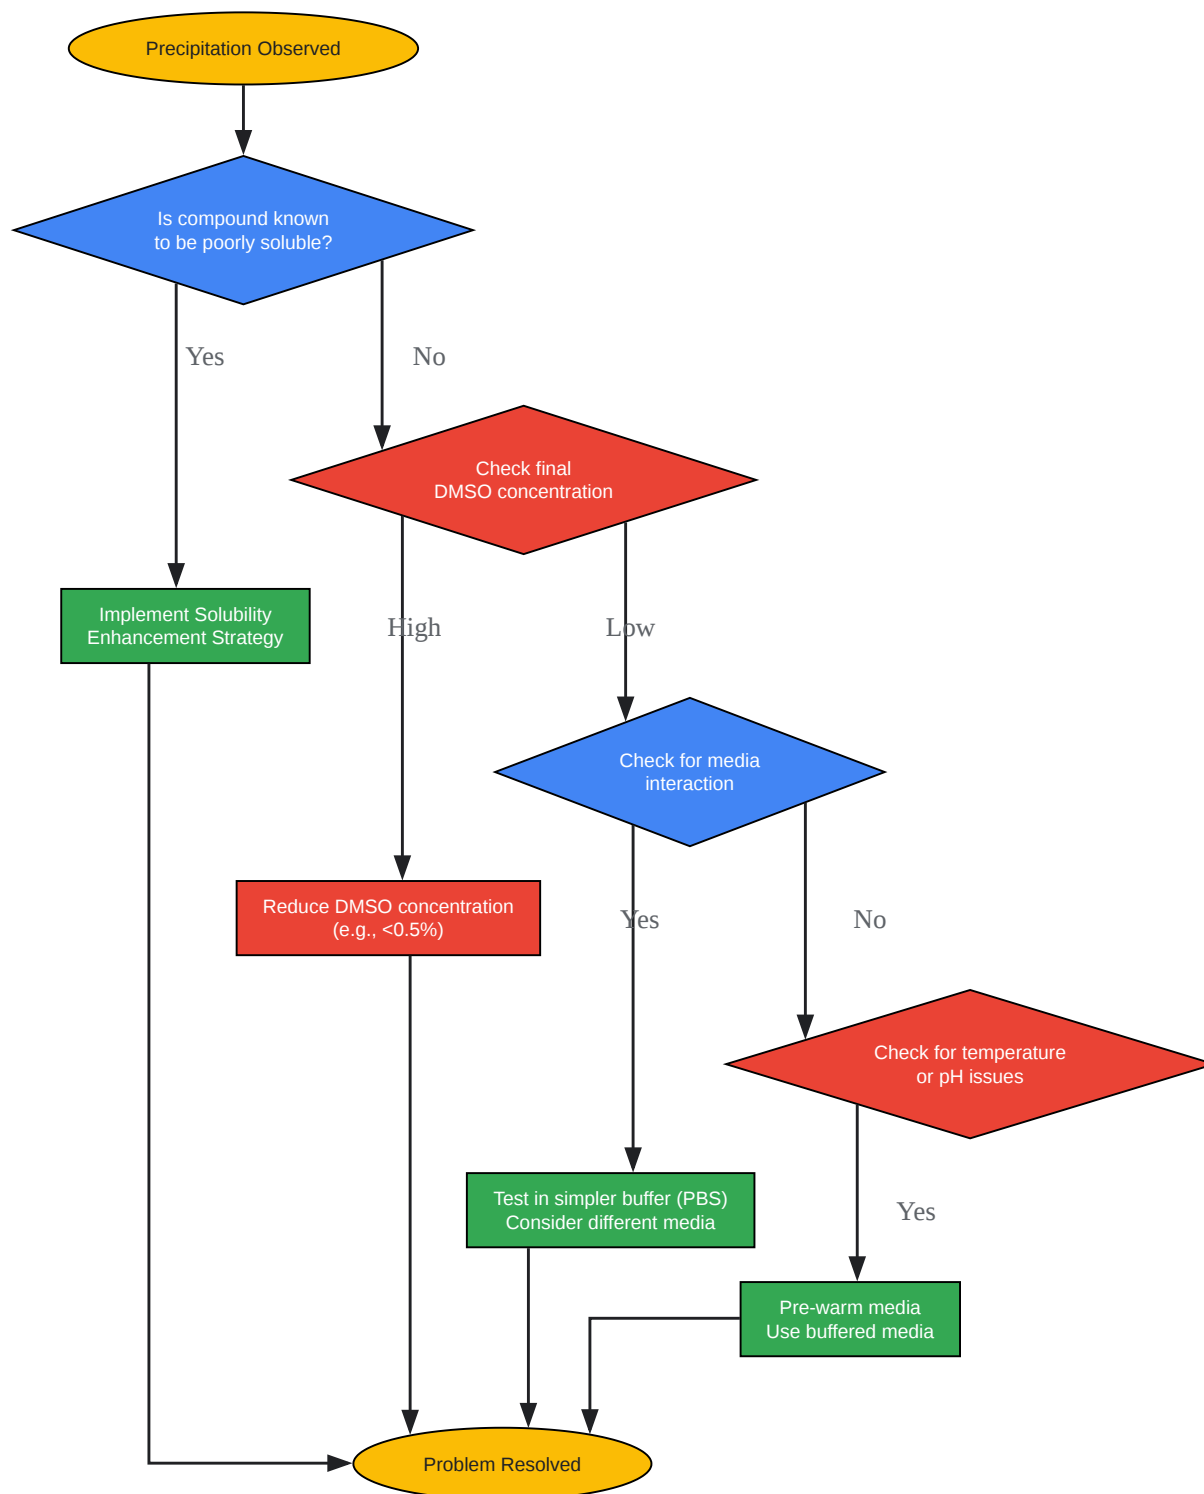 Precipitation Observed
Is compound known
to be poorly soluble?
Yes
No
Check final
DMSO concentration
Implement Solubility
Enhancement Strategy
High
Low
Check for media
interaction
Reduce DMSO concentration
(e.g., <0.5%)
Yes
No
Check for temperature
or pH issues
Test in simpler buffer (PBS)
Consider different media
Yes
Pre-warm media
Use buffered media
Problem Resolved